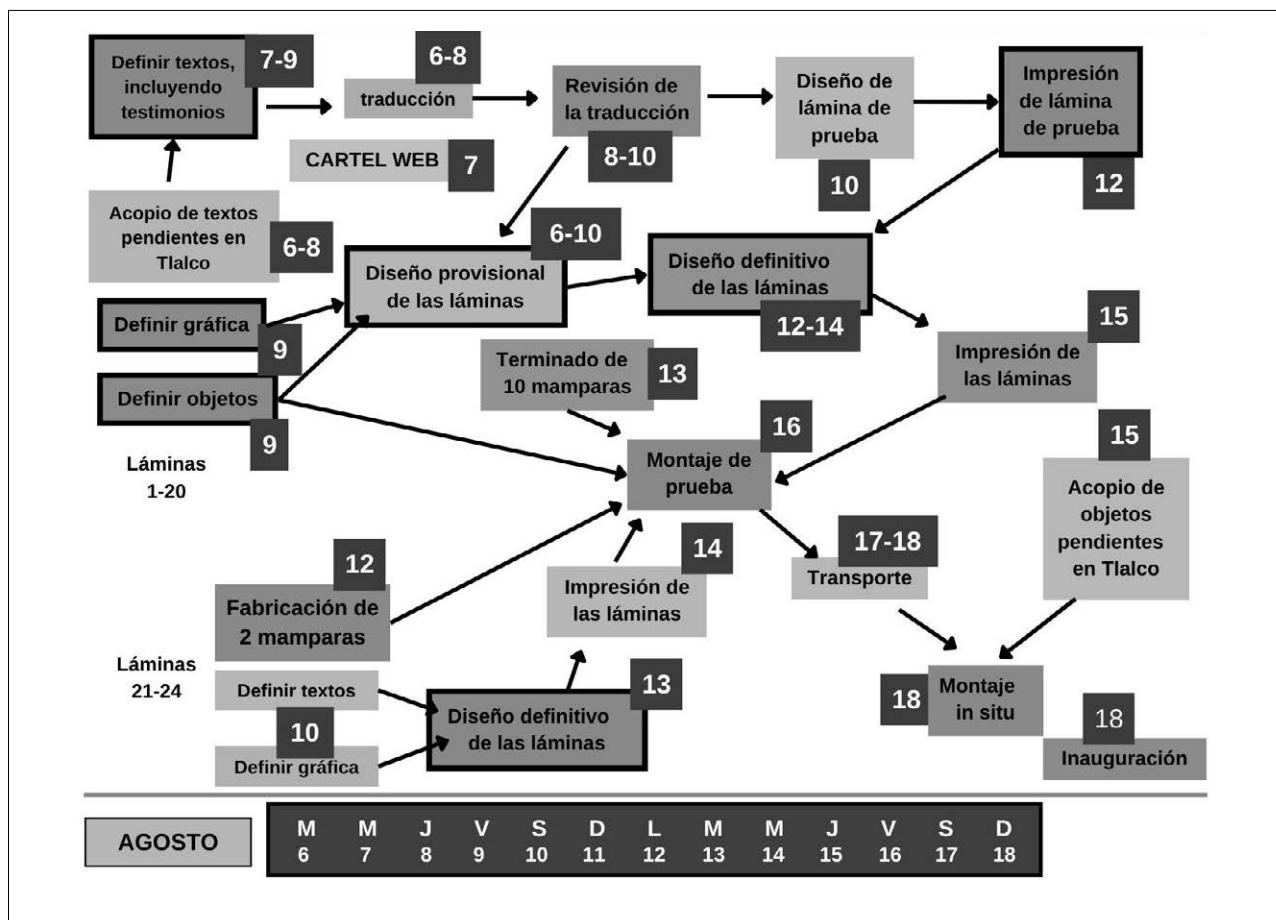 Definir textos,
incluyendo
testimonios
7-9
traducción
6-8
Revisión de
la traducción
8-10
Diseño de
lámina de
prueba
10
Impresión
de lámina
de prueba
12
CARTEL WEB
7
Acopio de textos
pendientes en
Tlalco
6-8
Diseño provisional
de las láminas
6-10
Diseño definitivo
de las láminas
12-14
Definir gráfica
9
Definir objetos
9
Terminado de
10 mamparas
13
Impresión de
las láminas
15
Láminas
1-20
Montaje de
prueba
16
Acopio de
objetos
pendientes
en Tlalco
15
Fabricación de
2 mamparas
12
Impresión de
las láminas
14
Transporte
17-18
Láminas
21-24
Definir textos
10
Definir gráfica
Diseño definitivo
de las láminas
13
Montaje
in situ
18
Inauguración
18
AGOSTO
M M J V S D L M M J V S D
6 7 8 9 10 11 12 13 14 15 16 17 18